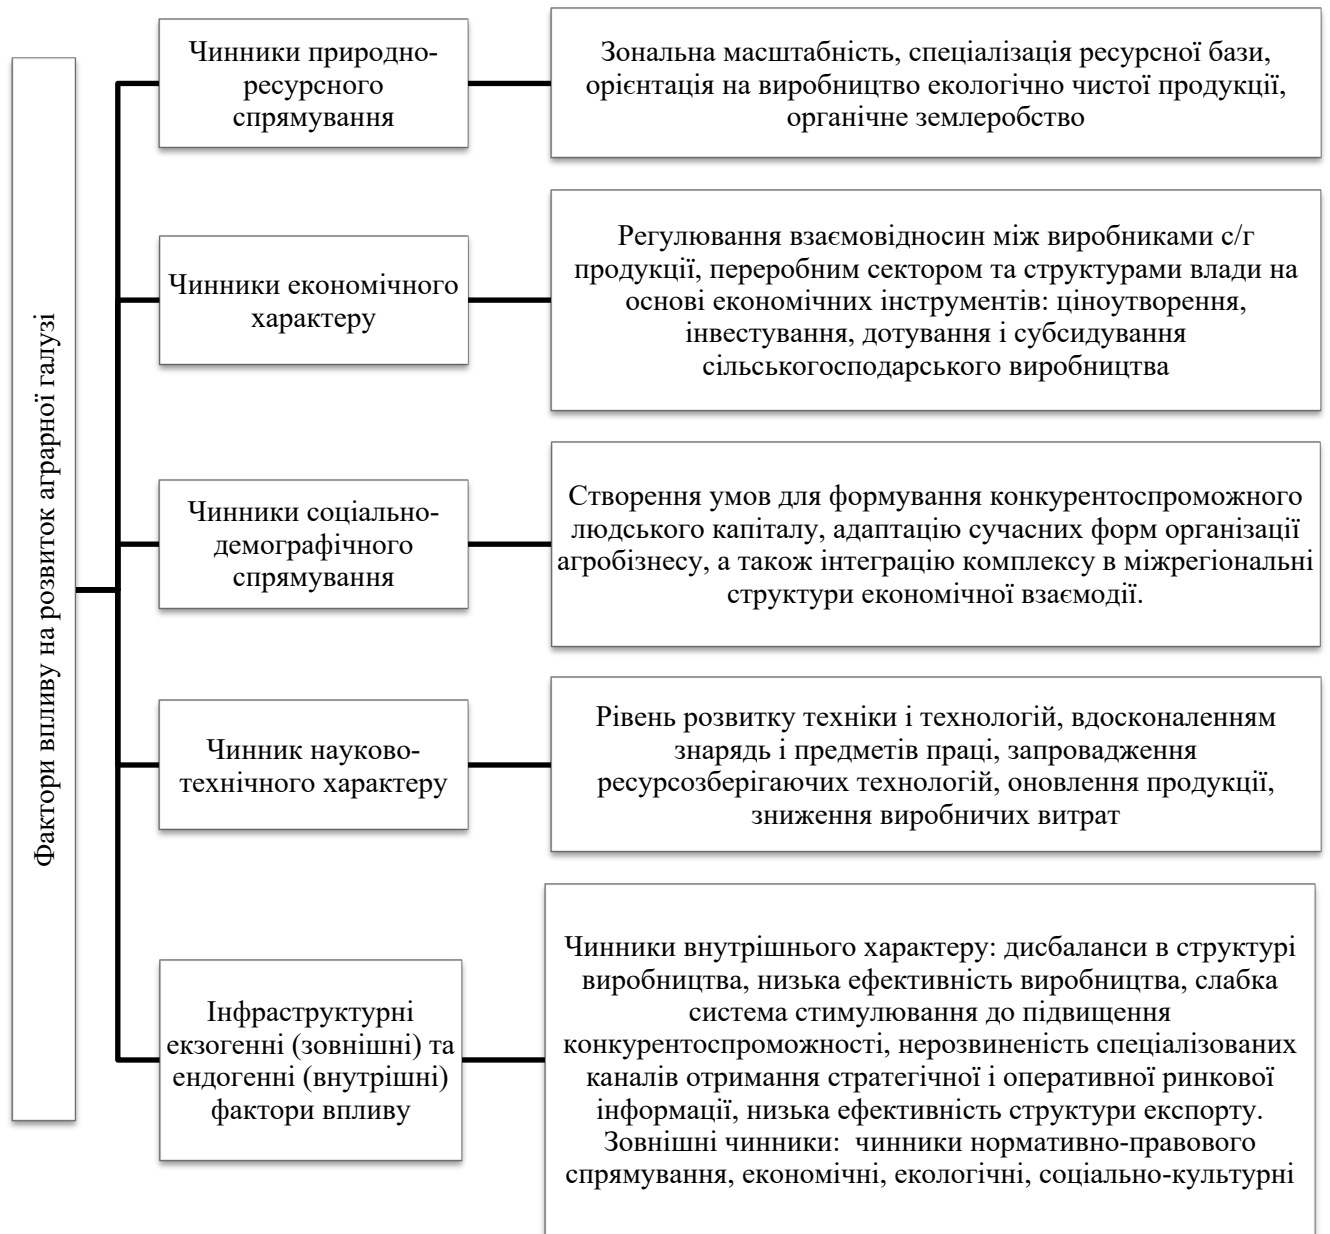 Фактори впливу на розвиток аграрної галузі
Чинники природно-
ресурсного
спрямування
Зональна масштабність, спеціалізація ресурсної бази,
орієнтація на виробництво екологічно чистої продукції,
органічне землеробство
Чинники економічного
характеру
Регулювання взаємовідносин між виробниками с/г
продукції, переробним сектором та структурами влади на
основі економічних інструментів: ціноутворення,
інвестування, дотування і субсидування
сільськогосподарського виробництва
Чинники соціально-
демографічного
спрямування
Створення умов для формування конкурентоспроможного
людського капіталу, адаптацію сучасних форм організації
агробізнесу, а також інтеграцію комплексу в міжрегіональні
структури економічної взаємодії.
Чинник науково-
технічного характеру
Рівень розвитку техніки і технологій, вдосконаленням
знарядь і предметів праці, запровадження
ресурсозберігаючих технологій, оновлення продукції,
зниження виробничих витрат
Інфраструктурні
екзогенні (зовнішні) та
ендогенні (внутрішні)
фактори впливу
Чинники внутрішнього характеру: дисбаланси в структурі
виробництва, низька ефективність виробництва, слабка
система стимулювання до підвищення
конкурентоспроможності, нерозвиненість спеціалізованих
каналів отримання стратегічної і оперативної ринкової
інформації, низька ефективність структури експорту.
Зовнішні чинники:  чинники нормативно-правового
спрямування, економічні, екологічні, соціально-культурні